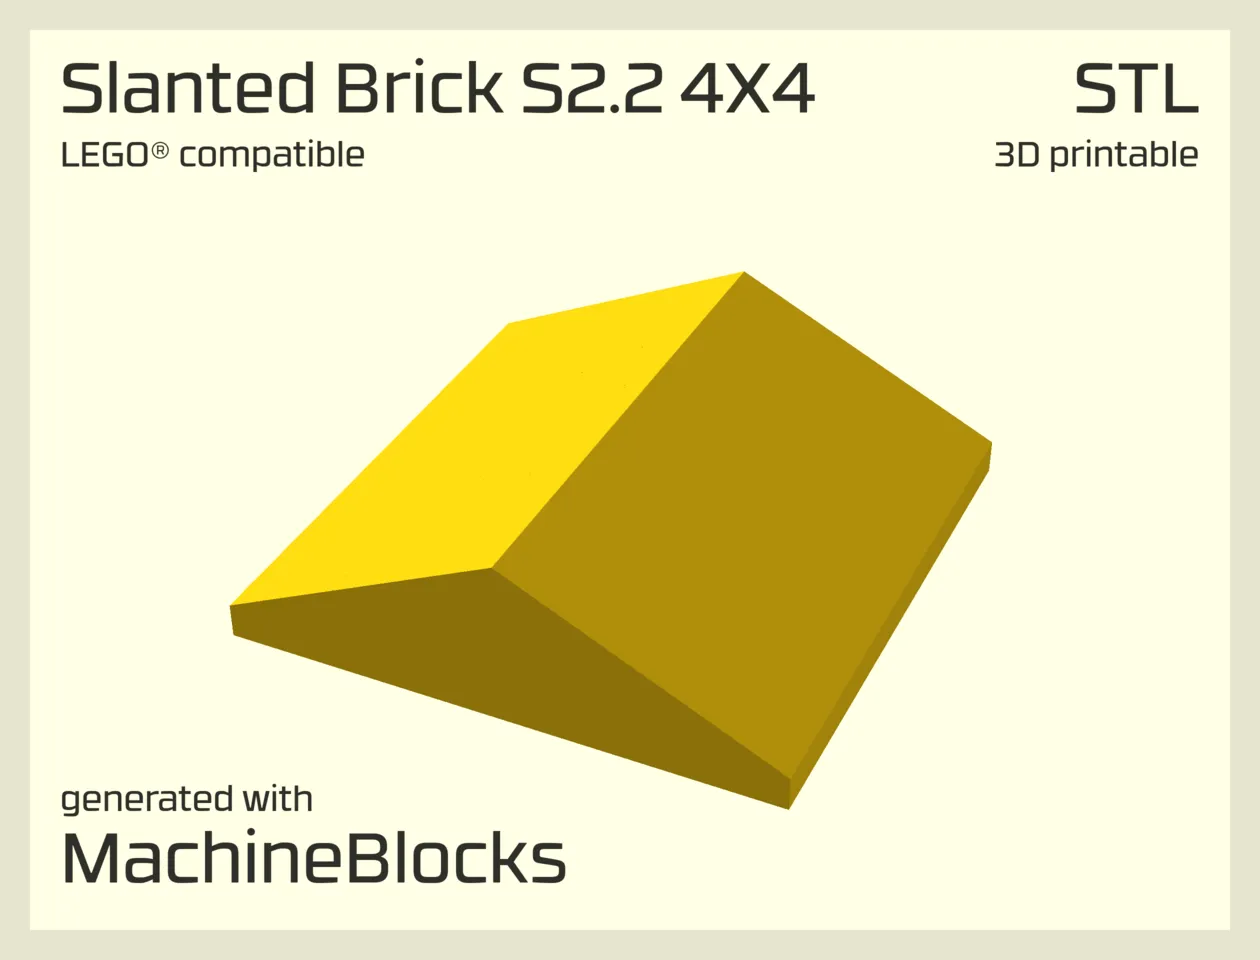 Slanted Brick S2.2 4X4
STL
LEGO® compatible
3D printable
generated with
MachineBlocks